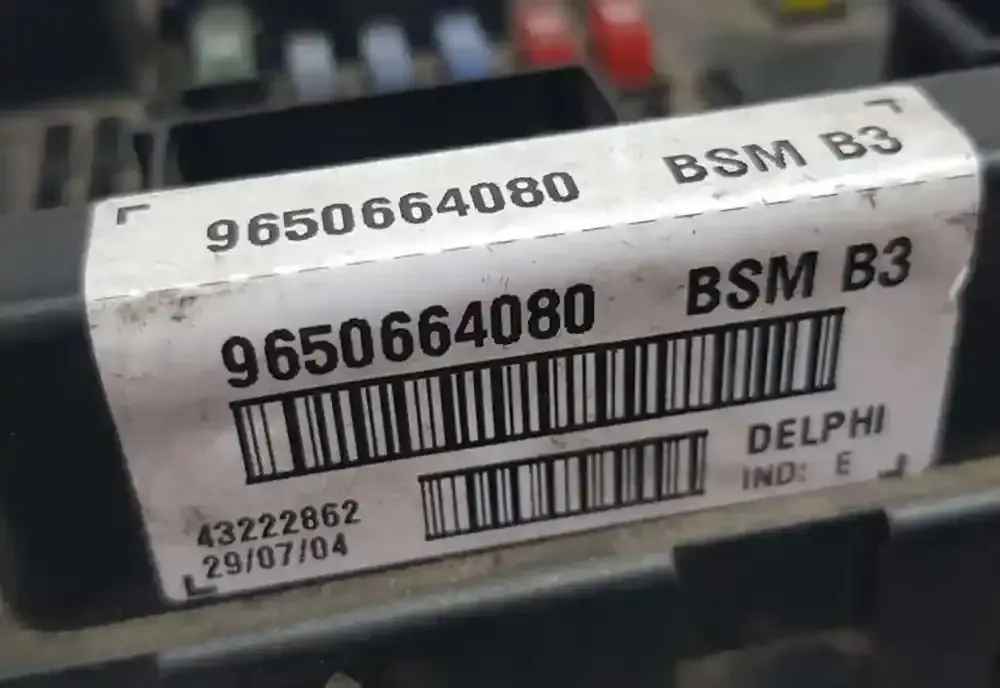 9650664080 BSM B3
9650664080 BSM B3
DELPHI
IND: E
43222862
29/07/04